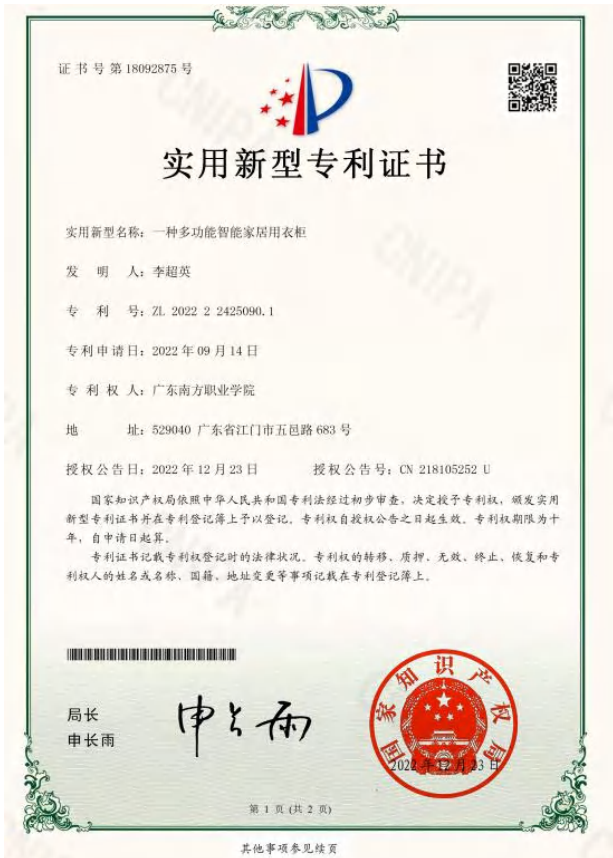 证书号第18092875号
实用新型专利证书
实用新型名称：一种多功能智能家居用衣柜
发明人：李超英
专利号：ZL 2022 2 2425090.1
专利申请日：2022年09月14日
专利权人：广东南方职业学院
地址：529040 广东省江门市五邑路683号
授权公告日：2022年12月23日 授权公告号：CN 218105252 U
国家知识产权局依照中华人民共和国专利法经过初步审查，决定授予专利权，颁发实用
新型专利证书并在专利登记簿上予以登记。专利权自授权公告之日起生效。专利权期限为十
年，自申请日起算。
专利证书记载专利权登记时的法律状况。专利权的转移、质押、无效、终止、恢复和专
利权人的姓名或名称、国籍、地址变更等事项记载在专利登记簿上。
局长
申长雨
申长雨
国家知识产权局
2022年12月23日
第 1 页 (共 2 页)
其他事项参见续页
CNIPA
CNIPA